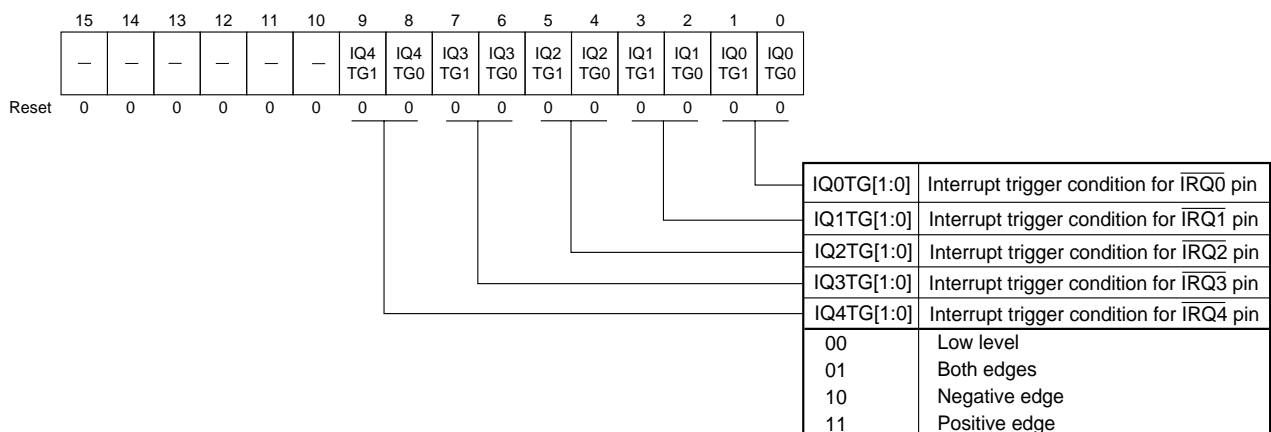 15 14 13 12 11 10 9 8 7 6 5 4 3 2 1 0
– – – – – – IQ4 TG1 IQ4 TG0 IQ3 TG1 IQ3 TG0 IQ2 TG1 IQ2 TG0 IQ1 TG1 IQ1 TG0 IQ0 TG1 IQ0 TG0
Reset 0 0 0 0 0 0 0 0 0 0 0 0 0 0 0 0
IQ0TG[1:0] Interrupt trigger condition for I̅R̅Q̅0̅ pin
IQ1TG[1:0] Interrupt trigger condition for I̅R̅Q̅1̅ pin
IQ2TG[1:0] Interrupt trigger condition for I̅R̅Q̅2̅ pin
IQ3TG[1:0] Interrupt trigger condition for I̅R̅Q̅3̅ pin
IQ4TG[1:0] Interrupt trigger condition for I̅R̅Q̅4̅ pin
00 Low level
01 Both edges
10 Negative edge
11 Positive edge